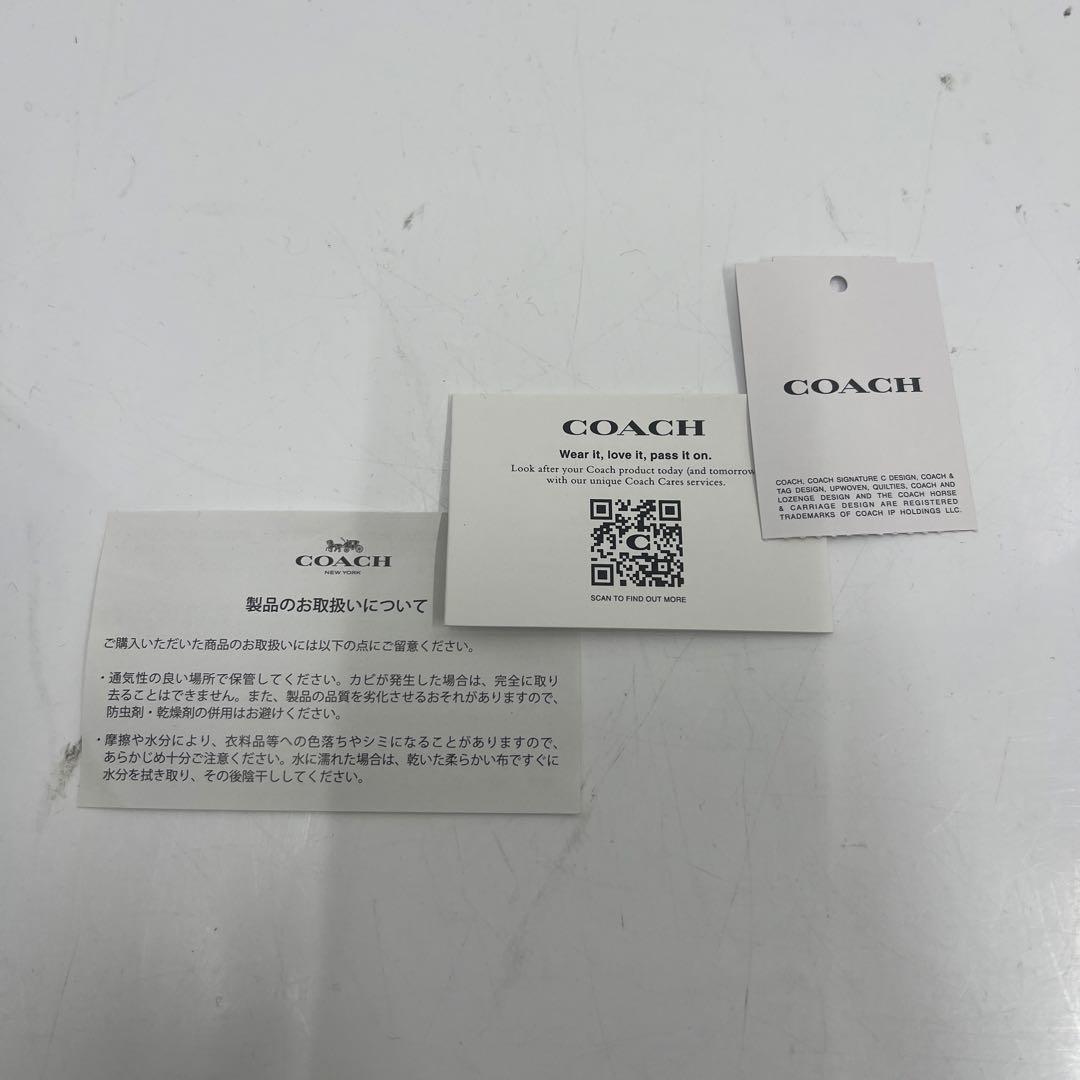 COACH
COACH, COACH SIGNATURE C DESIGN, COACH &
TAG DESIGN, UPWOVEN, QUILTIES, COACH AND
LOZENGE DESIGN AND THE COACH HORSE
& CARRIAGE DESIGN ARE REGISTERED
TRADEMARKS OF COACH IP HOLDINGS LLC.
COACH
Wear it, love it, pass it on.
Look after your Coach product today (and tomorrow
with our unique Coach Cares services.
C
SCAN TO FIND OUT MORE
COACH
NEW YORK
製品のお取扱いについて
ご購入いただいた商品のお取扱いには以下の点にご留意ください。
・通気性の良い場所で保管してください。カビが発生した場合は、完全に取り
去ることはできません。また、製品の品質を劣化させるおそれがありますので、
防虫剤・乾燥剤の併用はお避けください。
・摩擦や水分により、衣料品等への色落ちやシミになることがありますので、
あらかじめ十分ご注意ください。水に濡れた場合は、乾いた柔らかい布ですぐに
水分を拭き取り、その後陰干ししてください。